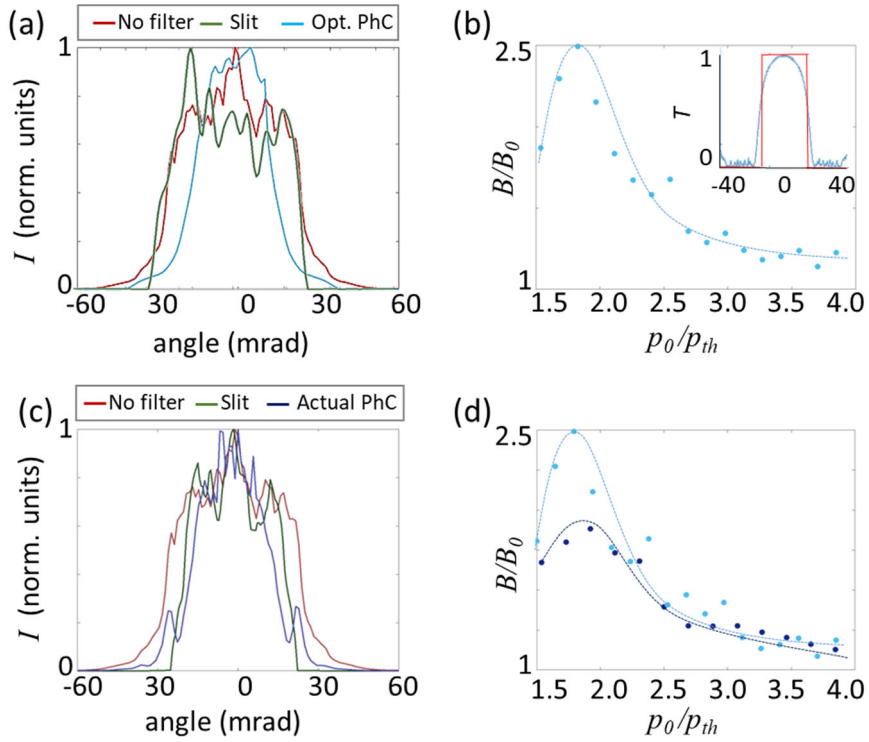 (a)
No filter Slit Opt. PhC
1
I (norm. units)
0
-60 30 0 30 60
angle (mrad)
(b)
2.5
B/B0
1
1.5 2.0 2.5 3.0 3.5 4.0
p0/pth
1
T
0
-40 0 40
(c)
No filter Slit Actual PhC
1
I (norm. units)
0
-60 30 0 30 60
angle (mrad)
(d)
2.5
B/B0
1
1.5 2.0 2.5 3.0 3.5 4.0
p0/pth